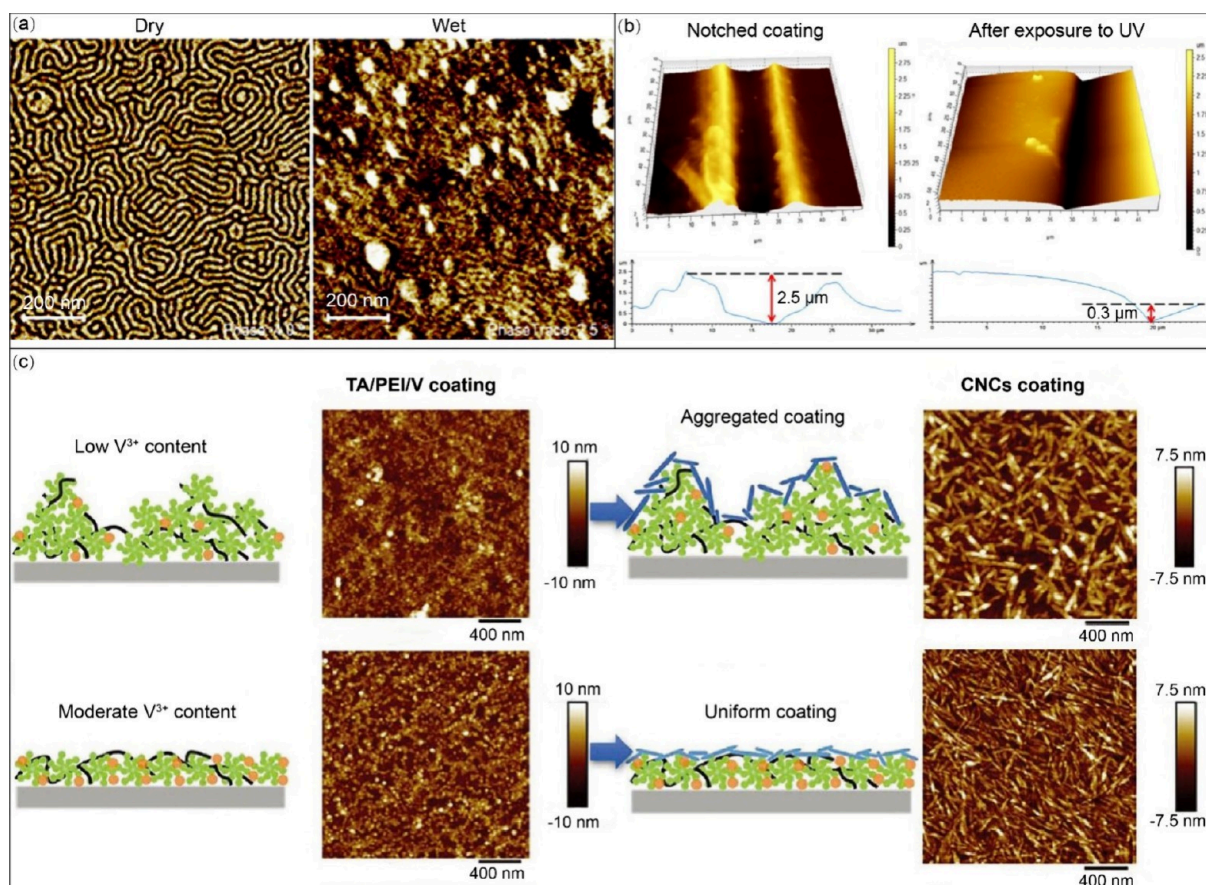 (a)
Dry
Wet
200 nm
200 nm
(b)
Notched coating
After exposure to UV
2.5 µm
0.3 µm
(c)
TA/PEI/V coating
CNCs coating
Low V³⁺ content
10 nm
-10 nm
400 nm
Aggregated coating
7.5 nm
-7.5 nm
400 nm
Moderate V³⁺ content
10 nm
-10 nm
400 nm
Uniform coating
7.5 nm
-7.5 nm
400 nm